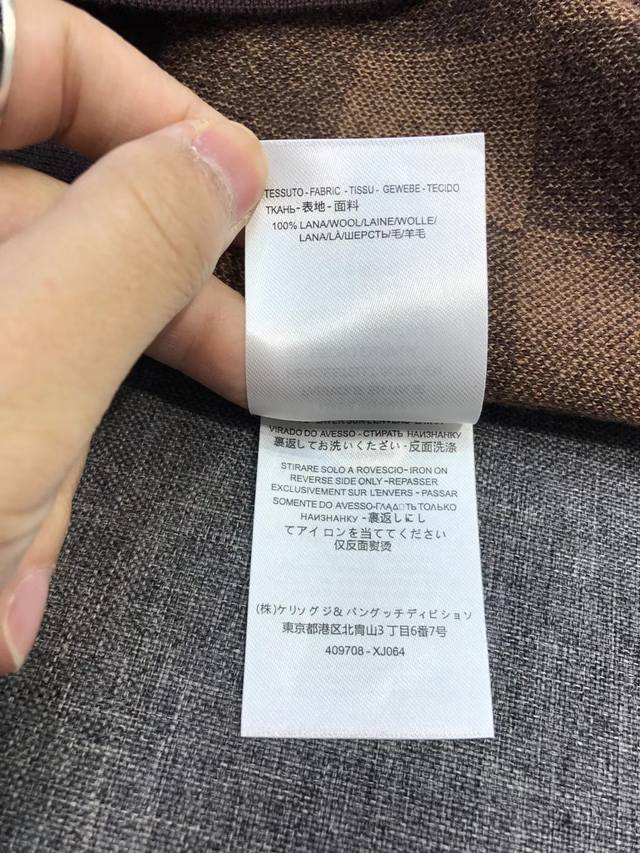 TESSUTO-FABRIC -TISSU- GEWEBE-TECIDO
ТКАНЬ-表地-面料
100% LANA/WOOL/LAINE/WOLLE/
LANA/LÀ/ШЕРСТЬ/毛/羊毛
VIRADO DO AVESSO-СТИРАТЬ НАИЗНАНКУ
裏返してお洗いください-反面洗涤
STIRARE SOLO A ROVESCIO-IRON ON
REVERSE SIDE ONLY-REPASSER
EXCLUSIVEMENT SUR L'ENVERS-PASSAR
SOMENTE DO AVESSO-ГЛАΔ□ТЬ ТОЛЬКО
НАИЗНАНКУ-裏返しにし
てアイロンを当ててください
仅反面熨烫
(株)ケリソグジ&パングッチディビション
東京都港区北胄山3丁目6番7号
409708-XJ064